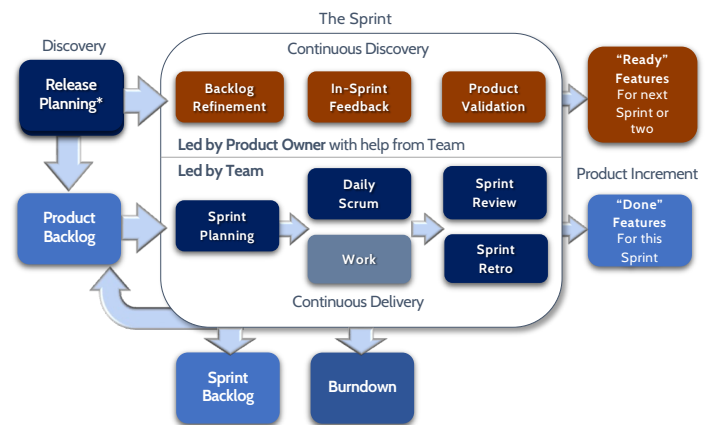 The Sprint
Discovery
Continuous Discovery
Release
Planning*
Backlog
Refinement
In-Sprint
Feedback
Product
Validation
“Ready”
Features
For next
Sprint or
two
Led by Product Owner with help from Team
Led by Team
Product Increment
Product
Backlog
Sprint
Planning
Daily
Scrum
Work
Sprint
Review
Sprint
Retro
“Done”
Features
For this
Sprint
Continuous Delivery
Sprint
Backlog
Burndown